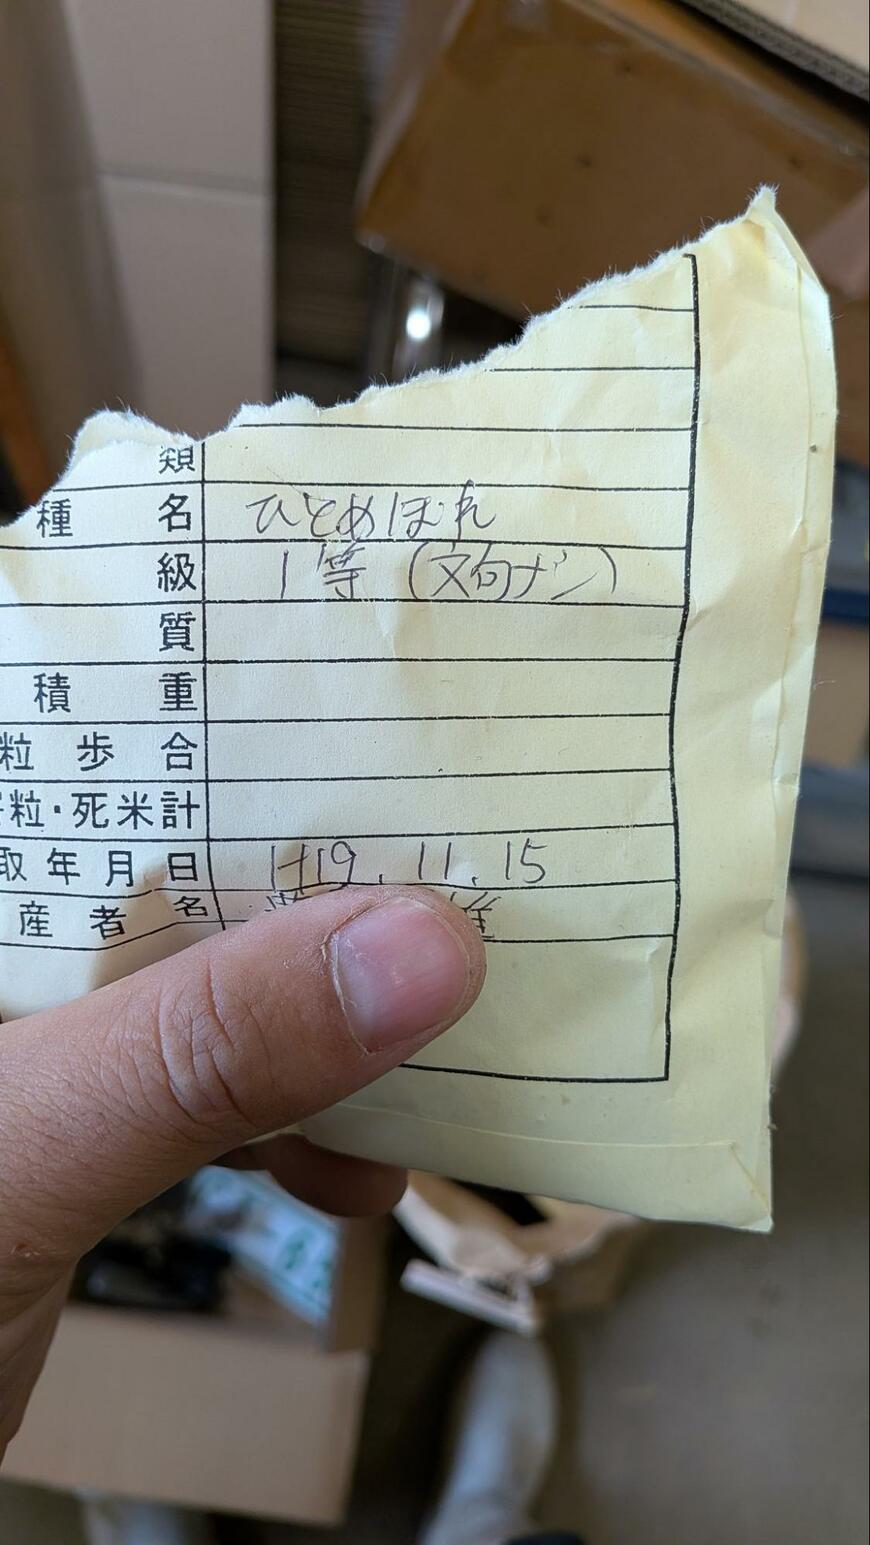 類
種名 ひとめぼれ
級 1等 (文句ナシ)
質
積重
粒歩合
粒・死米計
取年月日 H19.11.15
産者名